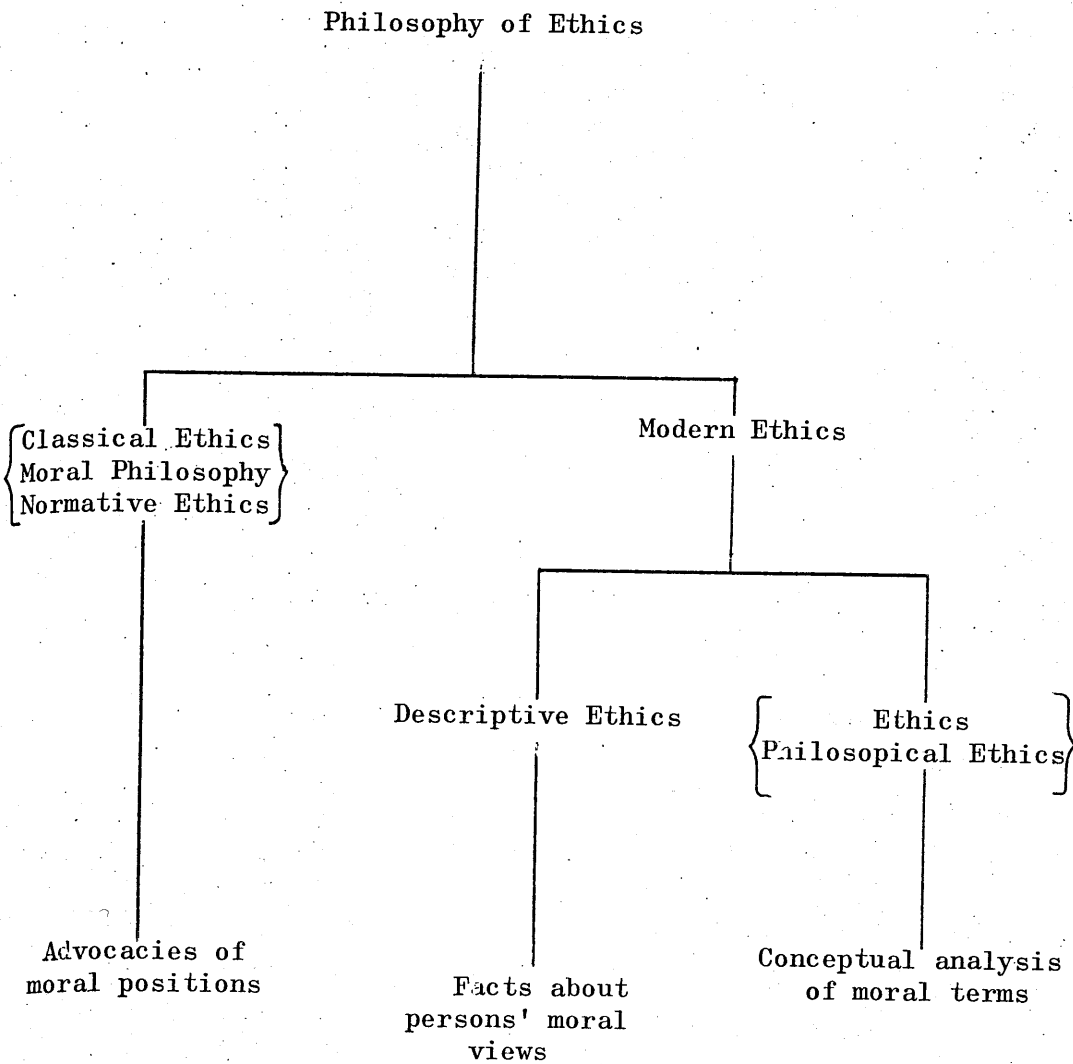 Philosophy of Ethics
Classical Ethics
Moral Philosophy
Normative Ethics
Modern Ethics
Descriptive Ethics
Ethics
Philosopical Ethics
Advocacies of
moral positions
Facts about
persons' moral
views
Conceptual analysis
of moral terms